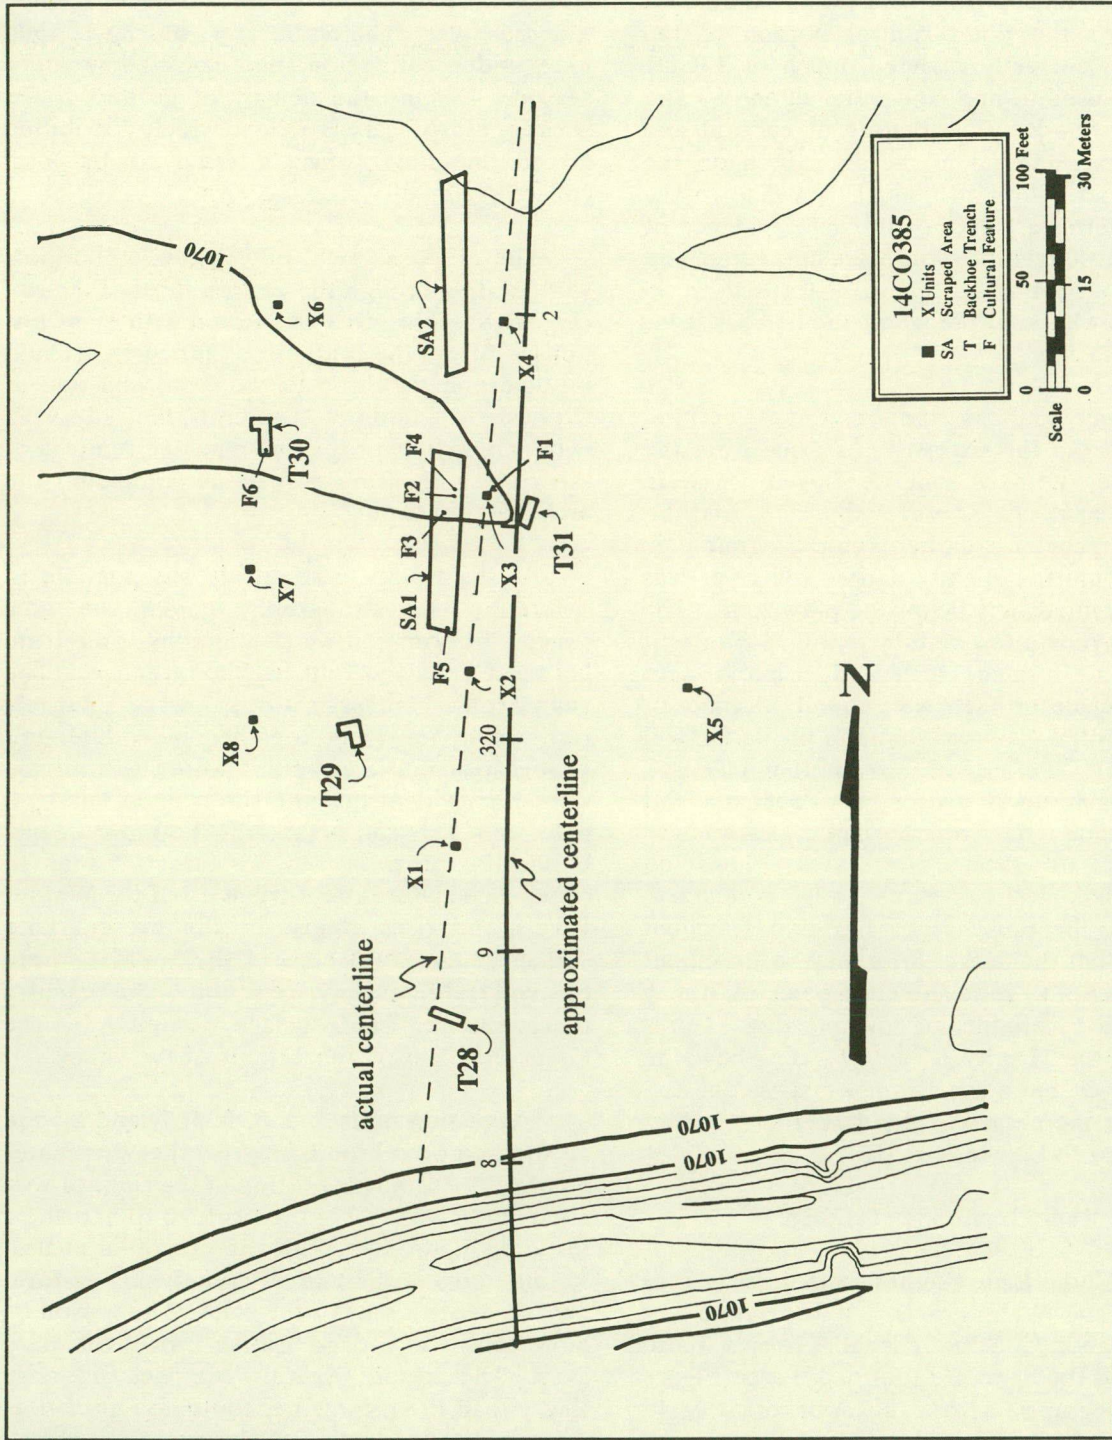 1070
X6
T30
F6
X7
X8
T29
SA2
SA1
F3
F2
F4
F5
F1
X3
T31
X4
2
X2
320
X1
9
actual centerline
approximated centerline
T28
8
X5
N
1070
1070
1070
14CO385
■ X Units
SA Scraped Area
T Backhoe Trench
F Cultural Feature
0 50 100 Feet
Scale
0 15 30 Meters